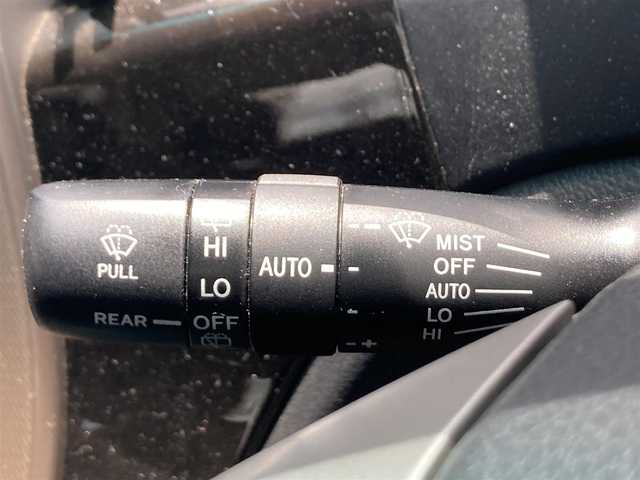 PULL
REAR
HI
LO
OFF
AUTO
- +
MIST
OFF
AUTO
LO
HI